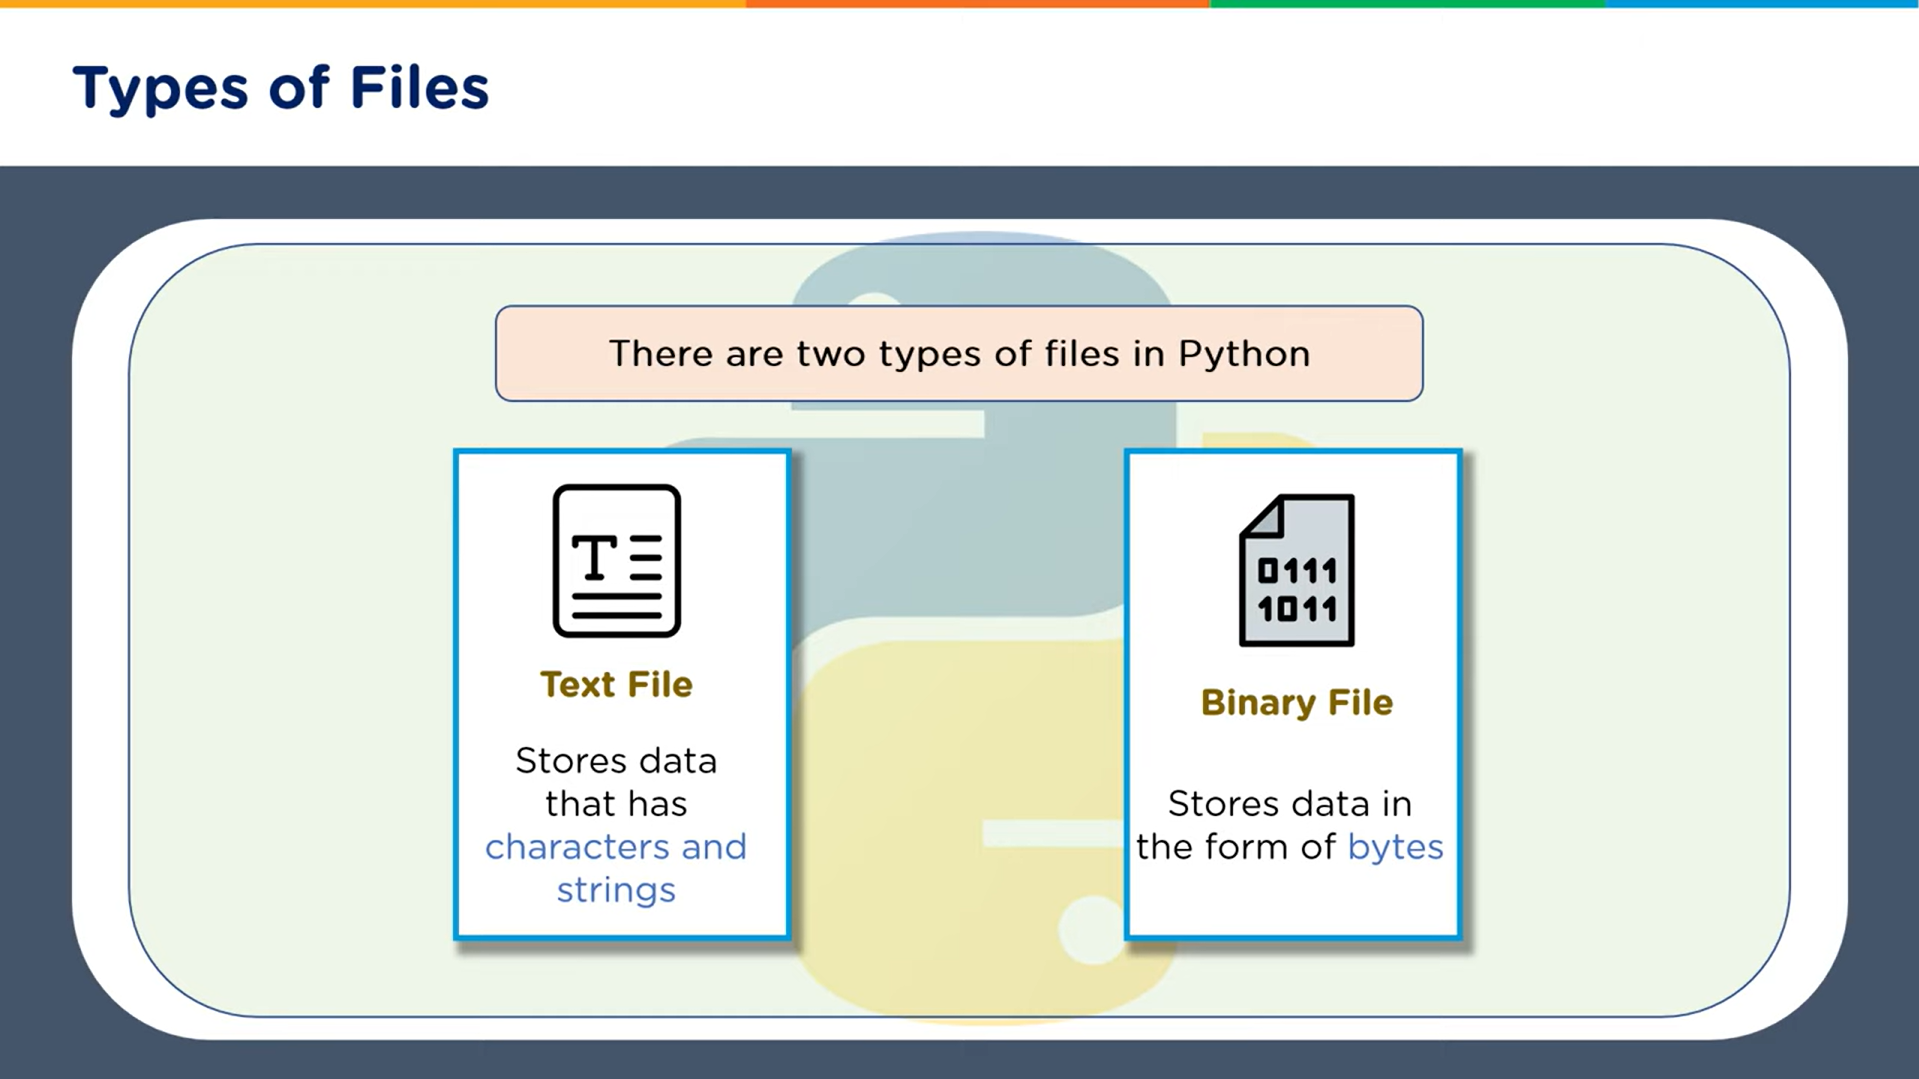 Types of Files
There are two types of files in Python
T
Text File
Stores data
that has
characters and
strings
0111
1011
Binary File
Stores data in
the form of bytes